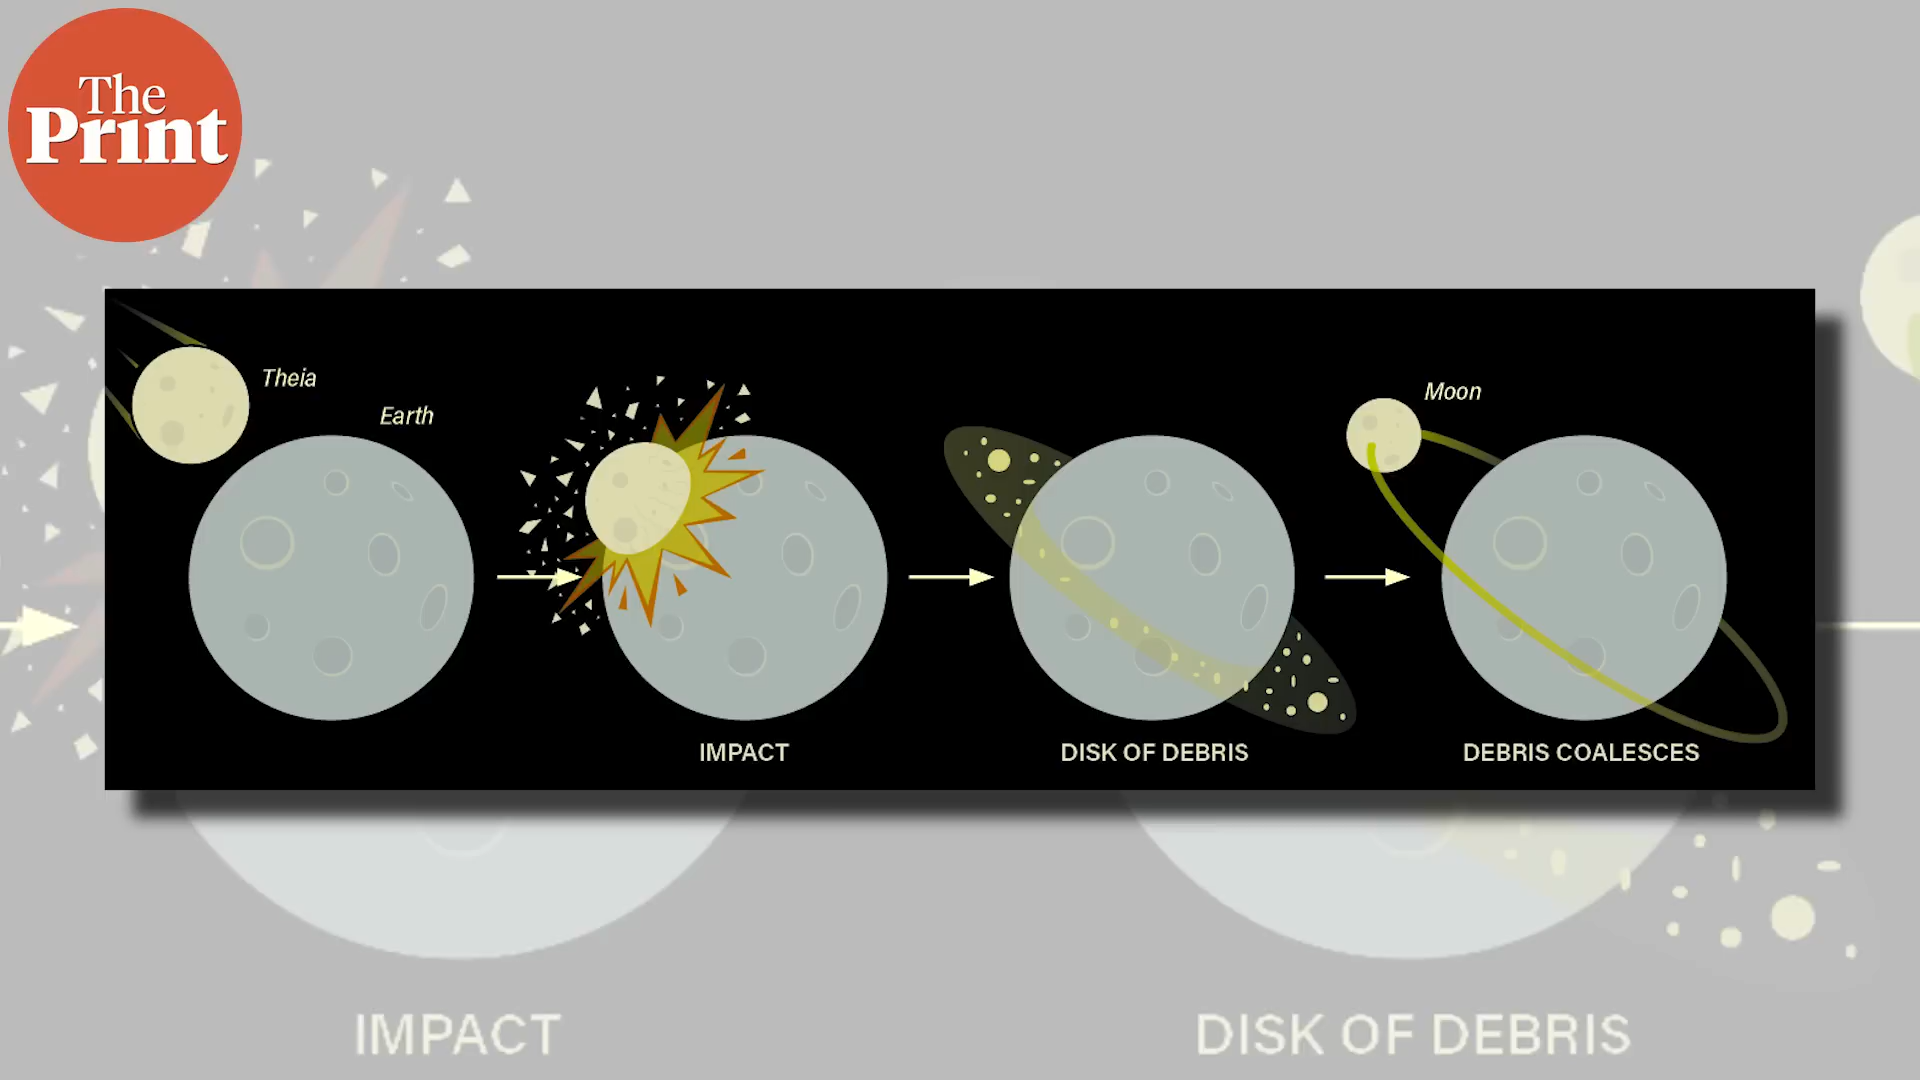 The
Print
Theia
Earth
Moon
IMPACT
DISK OF DEBRIS
DEBRIS COALESCES
IMPACT
DISK OF DEBRIS